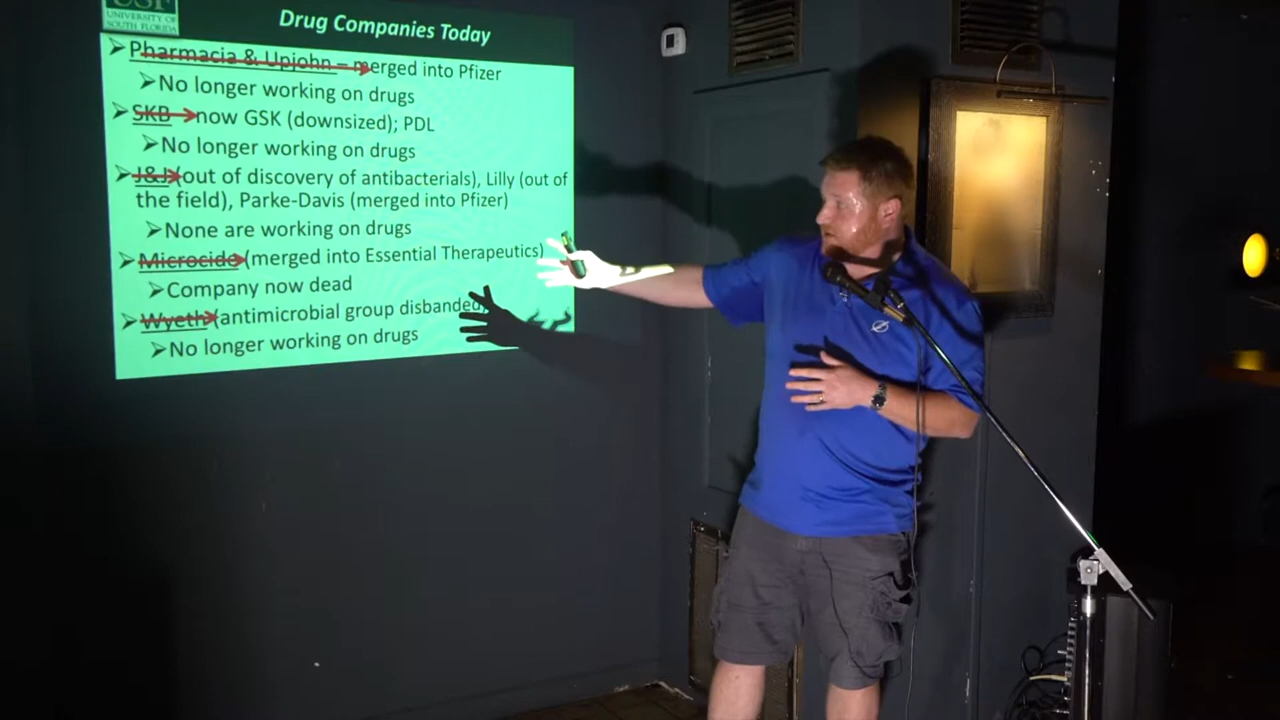 USF
UNIVERSITY OF
SOUTH FLORIDA
Drug Companies Today
➢Pharmacia & Upjohn – merged into Pfizer
➢No longer working on drugs
➢SKB now GSK (downsized); PDL
➢No longer working on drugs
➢J&J (out of discovery of antibacterials), Lilly (out of
the field), Parke-Davis (merged into Pfizer)
➢None are working on drugs
➢Microcide (merged into Essential Therapeutics)
➢Company now dead
➢Wyeth (antimicrobial group disbanded)
➢No longer working on drugs